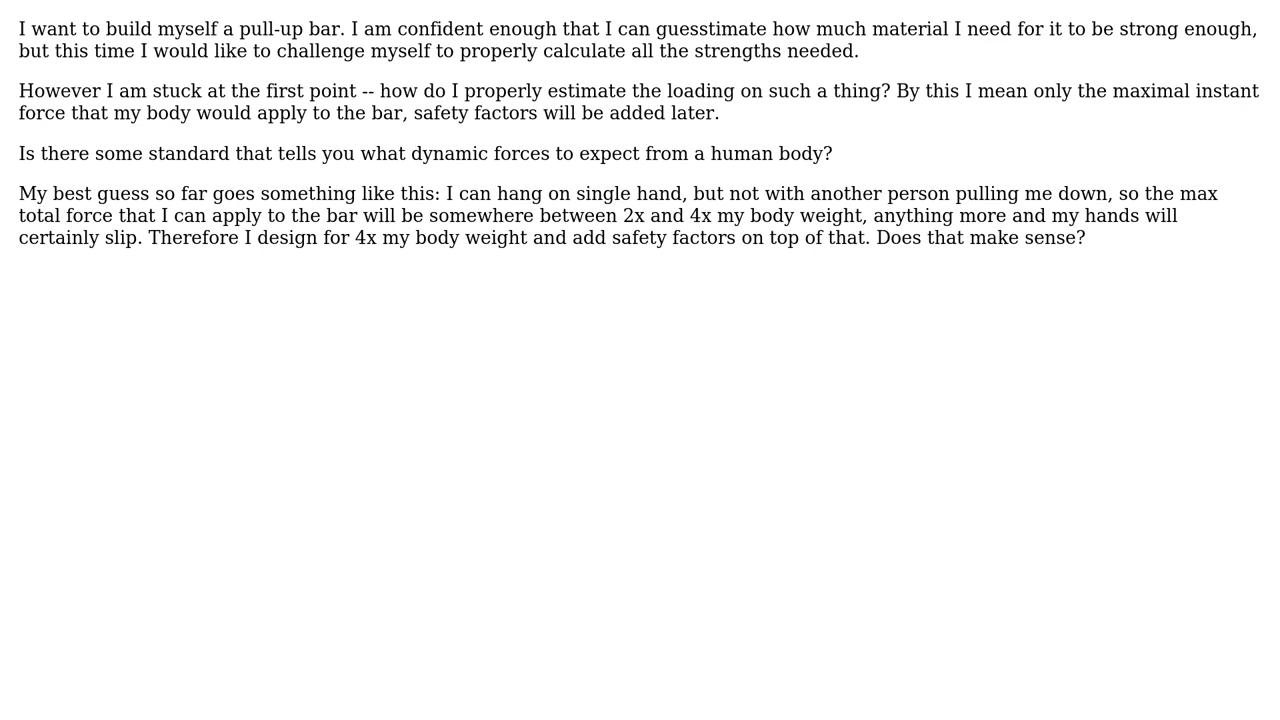 I want to build myself a pull-up bar. I am confident enough that I can guesstimate how much material I need for it to be strong enough,
but this time I would like to challenge myself to properly calculate all the strengths needed.
However I am stuck at the first point -- how do I properly estimate the loading on such a thing? By this I mean only the maximal instant
force that my body would apply to the bar, safety factors will be added later.
Is there some standard that tells you what dynamic forces to expect from a human body?
My best guess so far goes something like this: I can hang on single hand, but not with another person pulling me down, so the max
total force that I can apply to the bar will be somewhere between 2x and 4x my body weight, anything more and my hands will
certainly slip. Therefore I design for 4x my body weight and add safety factors on top of that. Does that make sense?